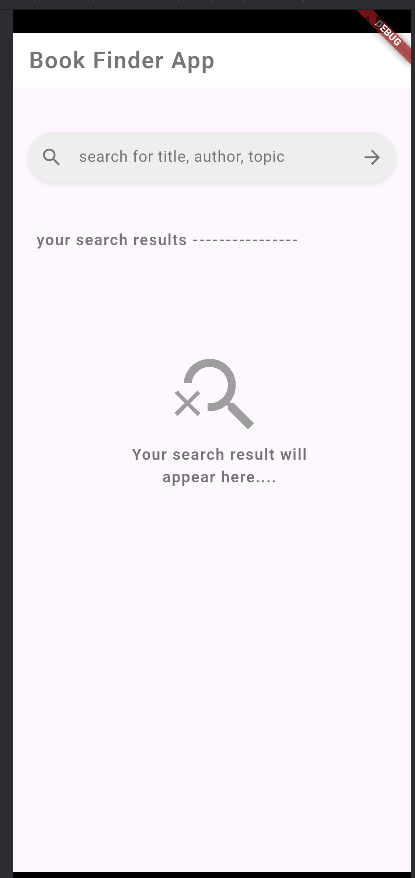 DEBUG
Book Finder App
search for title, author, topic
your search results ---------------
Your search result will
appear here....